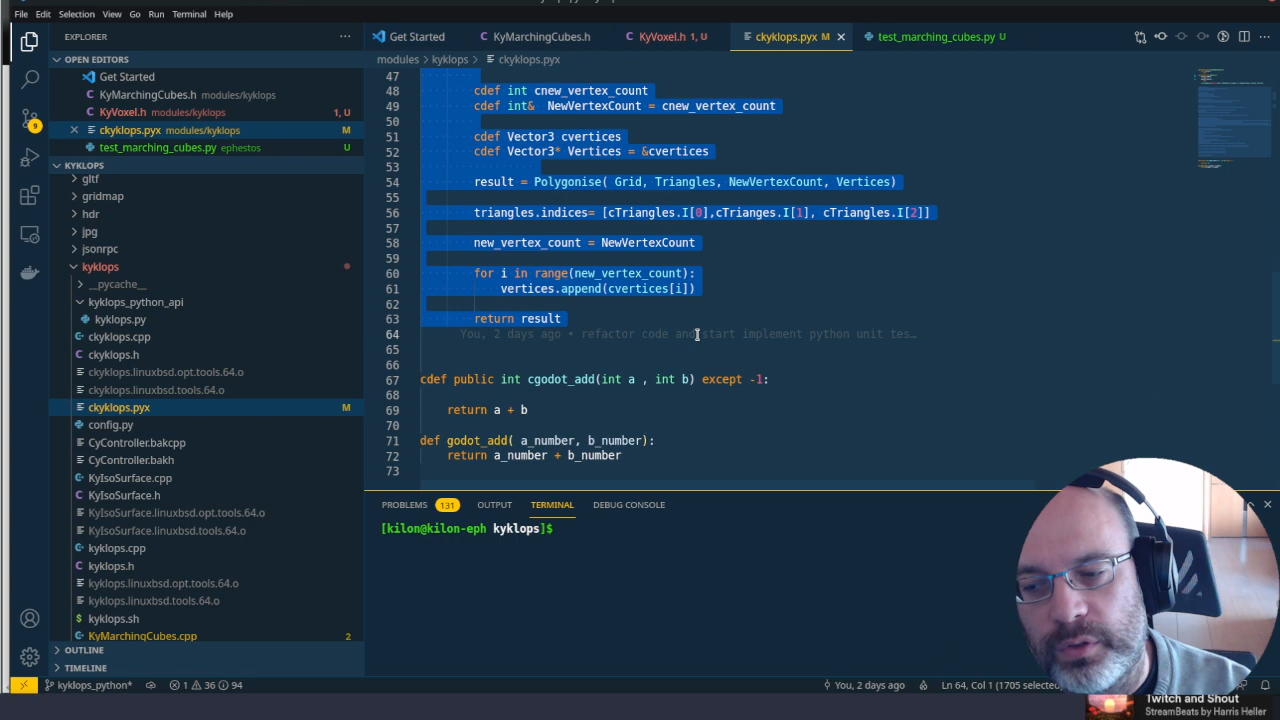 File Edit Selection View Go Run Terminal Help
EXPLORER ···
Get Started KyMarchingCubes.h KyVoxel.h 1, U ckyklops.pyx M test_marching_cubes.py U
OPEN EDITORS
Get Started
KyMarchingCubes.h modules/kyklops
KyVoxel.h modules/kyklops 1, U
ckyklops.pyx modules/kyklops M
test_marching_cubes.py ephestos U
KYKLOPS
gltf
gridmap
hdr
jpg
jsonrpc
kyklops
__pycache__
kyklops_python_api
kyklops.py
ckyklops.cpp
ckyklops.h
ckyklops.linuxbsd.opt.tools.64.o
ckyklops.linuxbsd.tools.64.o
ckyklops.pyx M
config.py
CyController.bakcpp
CyController.bakh
KyIsoSurface.cpp
KyIsoSurface.h
KyIsoSurface.linuxbsd.opt.tools.64.o
KyIsoSurface.linuxbsd.tools.64.o
kyklops.cpp
kyklops.h
kyklops.linuxbsd.opt.tools.64.o
kyklops.linuxbsd.tools.64.o
kyklops.sh
KyMarchingCubes.cpp 2
OUTLINE
TIMELINE
9
modules > kyklops > ckyklops.pyx
47
48 cdef int cnew_vertex_count
49 cdef int& NewVertexCount = cnew_vertex_count
50
51 cdef Vector3 cvertices
52 cdef Vector3* Vertices = &cvertices
53
54 result = Polygonise( Grid, Triangles, NewVertexCount, Vertices)
55
56 triangles.indices= [cTriangles.I[0],cTrianges.I[1], cTriangles.I[2]]
57
58 new_vertex_count = NewVertexCount
59
60 for i in range(new_vertex_count):
61 vertices.append(cvertices[i])
62
63 return result
64 You, 2 days ago • refactor code and start implement python unit tes…
65
66
67 cdef public int cgodot_add(int a , int b) except -1:
68
69 return a + b
70
71 def godot_add( a_number, b_number):
72 return a_number + b_number
73
PROBLEMS 131 OUTPUT TERMINAL DEBUG CONSOLE
[kilon@kilon-eph kyklops]$
kyklops_python* 1 36 94 You, 2 days ago Ln 64, Col 1 (1705 selected)
Twitch and Shout
StreamBeats by Harris Heller